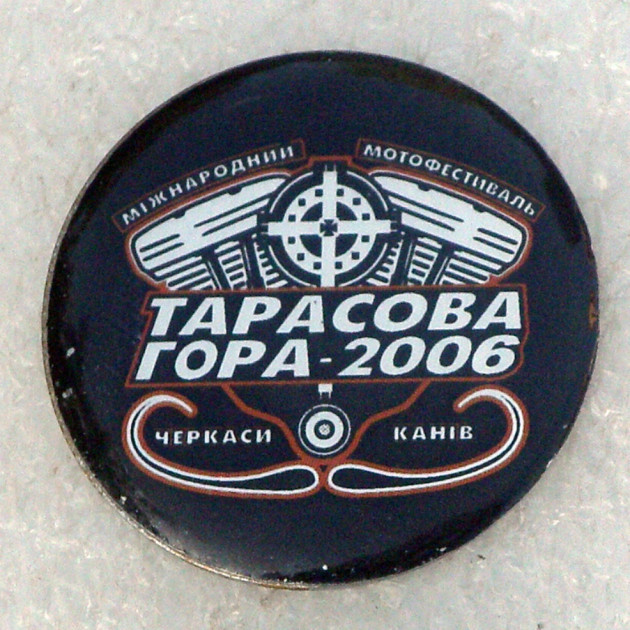 МІЖНАРОДНИЙ МОТОФЕСТИВАЛЬ
ТАРАСОВА
ГОРА-2006
ЧЕРКАСИ КАНІВ